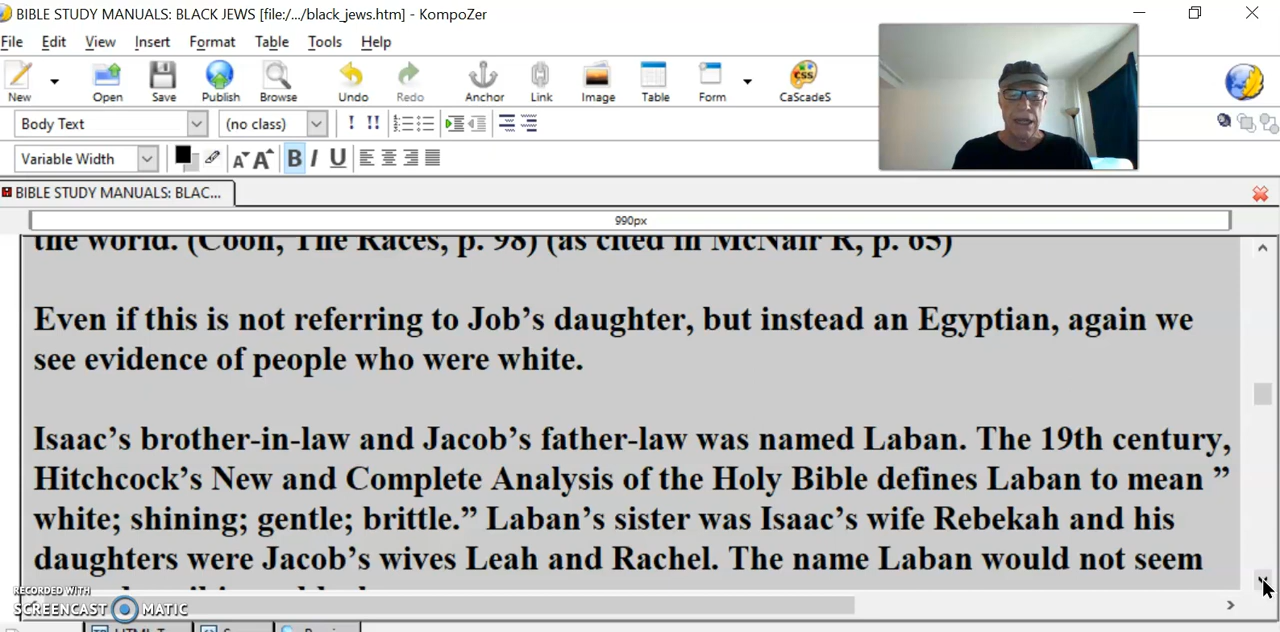 BIBLE STUDY MANUALS: BLACK JEWS [file:/.../black_jews.htm] - KompoZer
File Edit View Insert Format Table Tools Help
New Open Save Publish Browse Undo Redo Anchor Link Image Table Form CaScadeS
Body Text (no class) ! !!
Variable Width A A B I U
BIBLE STUDY MANUALS: BLAC...
990px
the world. (Coon, The Races, p. 98) (as cited in McNair R, p. 65)
Even if this is not referring to Job’s daughter, but instead an Egyptian, again we
see evidence of people who were white.
Isaac’s brother-in-law and Jacob’s father-law was named Laban. The 19th century,
Hitchcock’s New and Complete Analysis of the Holy Bible defines Laban to mean ”
white; shining; gentle; brittle.” Laban’s sister was Isaac’s wife Rebekah and his
daughters were Jacob’s wives Leah and Rachel. The name Laban would not seem
RECORDED WITH
SCREENCAST MATIC